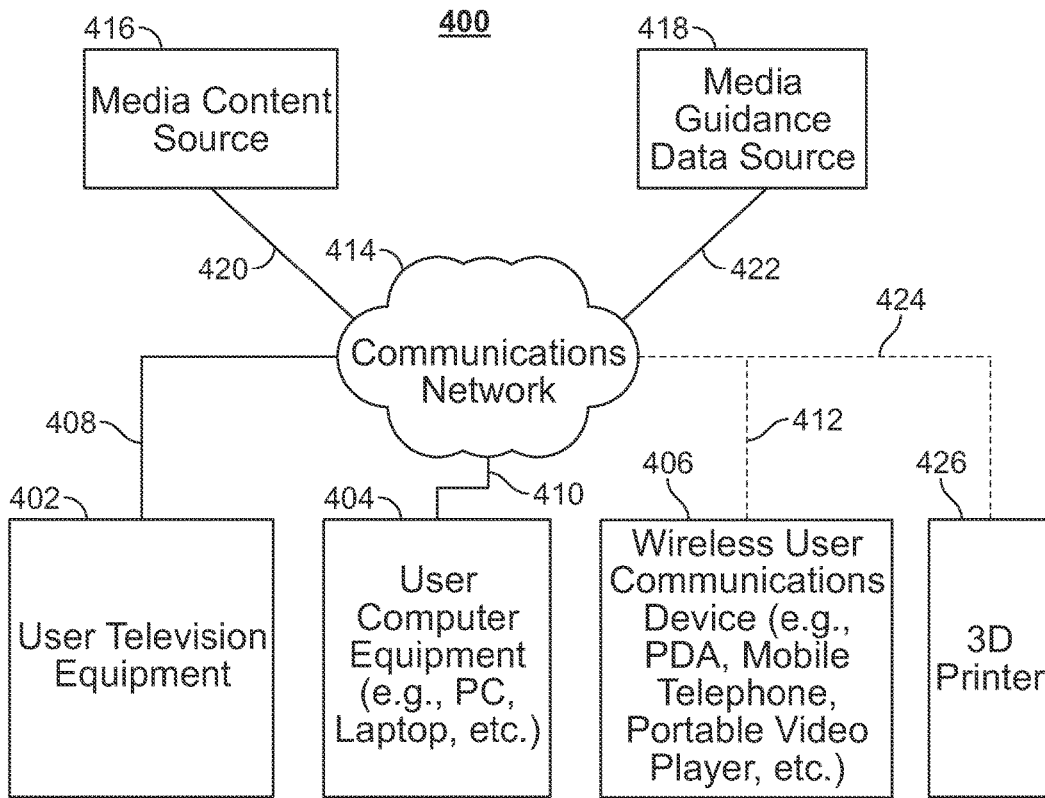 400
416
Media Content
Source
418
Media
Guidance
Data Source
420
414
422
424
Communications
Network
408
412
410
402
User Television
Equipment
404
User
Computer
Equipment
(e.g., PC,
Laptop, etc.)
406
Wireless User
Communications
Device (e.g.,
PDA, Mobile
Telephone,
Portable Video
Player, etc.)
426
3D
Printer